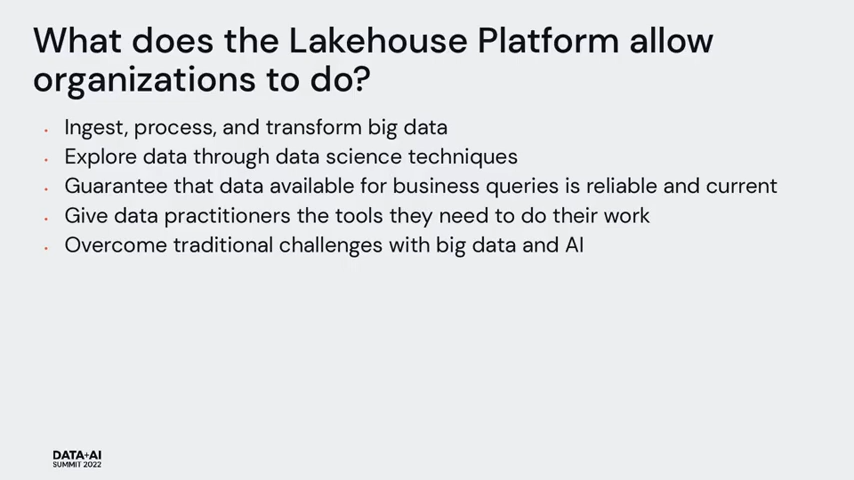 What does the Lakehouse Platform allow
organizations to do?
• Ingest, process, and transform big data
• Explore data through data science techniques
• Guarantee that data available for business queries is reliable and current
• Give data practitioners the tools they need to do their work
• Overcome traditional challenges with big data and AI
DATA+AI
SUMMIT 2022